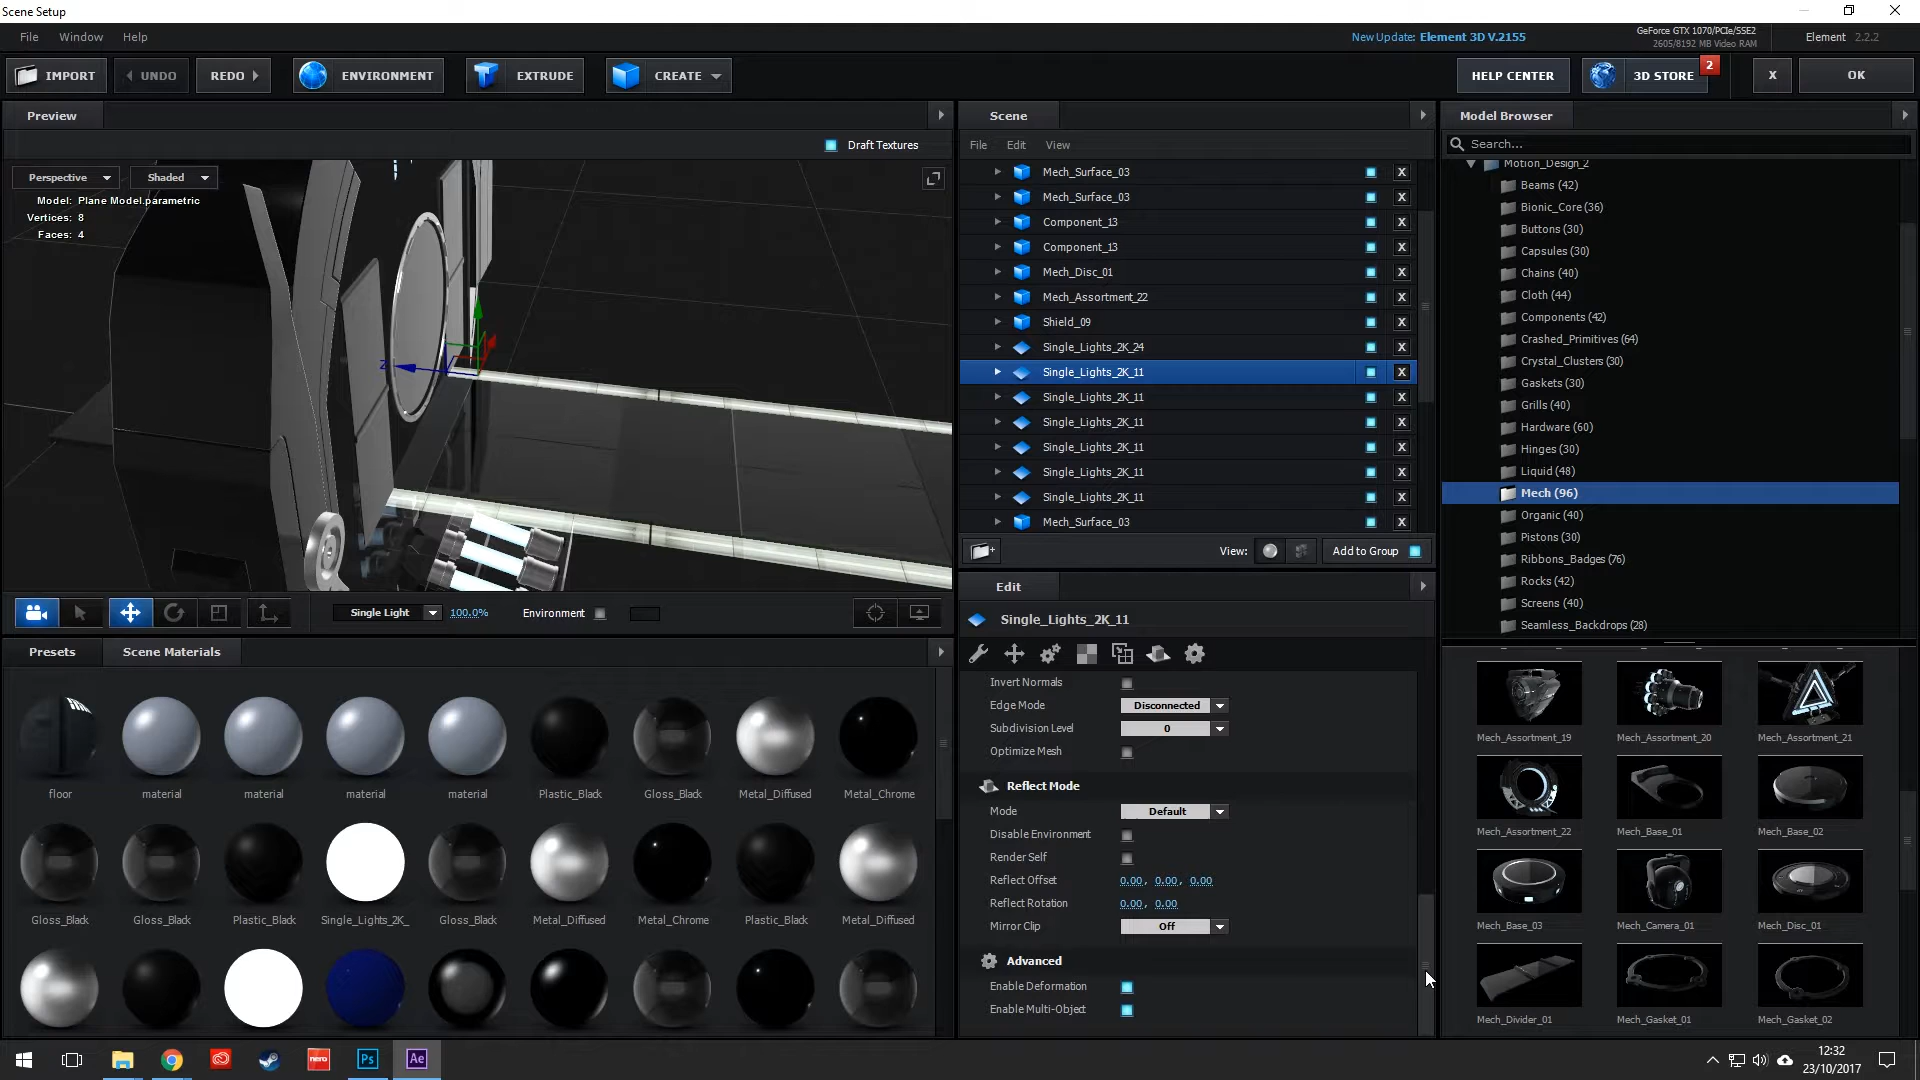 Scene Setup
File Window Help
New Update: Element 3D V.2155
GeForce GTX 1070/PCIe/SSE2
2605/8192 MB Video RAM
Element 2.2.2
IMPORT UNDO REDO ENVIRONMENT EXTRUDE CREATE HELP CENTER 3D STORE 2 X OK
Preview
Draft Textures
Perspective Shaded
Model: Plane Model.parametric
Vertices: 8
Faces: 4
Z
Single Light 100.0% Environment
Scene
File Edit View
Mech_Surface_03 X
Mech_Surface_03 X
Component_13 X
Component_13 X
Mech_Disc_01 X
Mech_Assortment_22 X
Shield_09 X
Single_Lights_2K_24 X
Single_Lights_2K_11 X
Single_Lights_2K_11 X
Single_Lights_2K_11 X
Single_Lights_2K_11 X
Single_Lights_2K_11 X
Single_Lights_2K_11 X
Mech_Surface_03 X
View: Add to Group
Edit
Single_Lights_2K_11
Invert Normals
Edge Mode Disconnected
Subdivision Level 0
Optimize Mesh
Reflect Mode
Mode Default
Disable Environment
Render Self
Reflect Offset 0.00, 0.00, 0.00
Reflect Rotation 0.00, 0.00
Mirror Clip Off
Advanced
Enable Deformation
Enable Multi-Object
Model Browser
Search...
Motion_Design_2
Beams (42)
Bionic_Core (36)
Buttons (30)
Capsules (30)
Chains (40)
Cloth (44)
Components (42)
Crashed_Primitives (64)
Crystal_Clusters (30)
Gaskets (30)
Grills (40)
Hardware (60)
Hinges (30)
Liquid (48)
Mech (96)
Organic (40)
Pistons (30)
Ribbons_Badges (76)
Rocks (42)
Screens (40)
Seamless_Backdrops (28)
Mech_Assortment_19 Mech_Assortment_20 Mech_Assortment_21
Mech_Assortment_22 Mech_Base_01 Mech_Base_02
Mech_Base_03 Mech_Camera_01 Mech_Disc_01
Mech_Divider_01 Mech_Gasket_01 Mech_Gasket_02
Presets Scene Materials
floor material material material material Plastic_Black Gloss_Black Metal_Diffused Metal_Chrome
Gloss_Black Gloss_Black Plastic_Black Single_Lights_2K_ Gloss_Black Metal_Diffused Metal_Chrome Plastic_Black Metal_Diffused
nero Ps Ae
12:32
23/10/2017